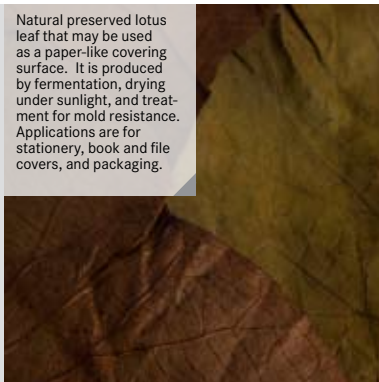 Natural preserved lotus
leaf that may be used
as a paper-like covering
surface.  It is produced
by fermentation, drying
under sunlight, and treat-
ment for mold resistance.
Applications are for
stationery, book and file
covers, and packaging.